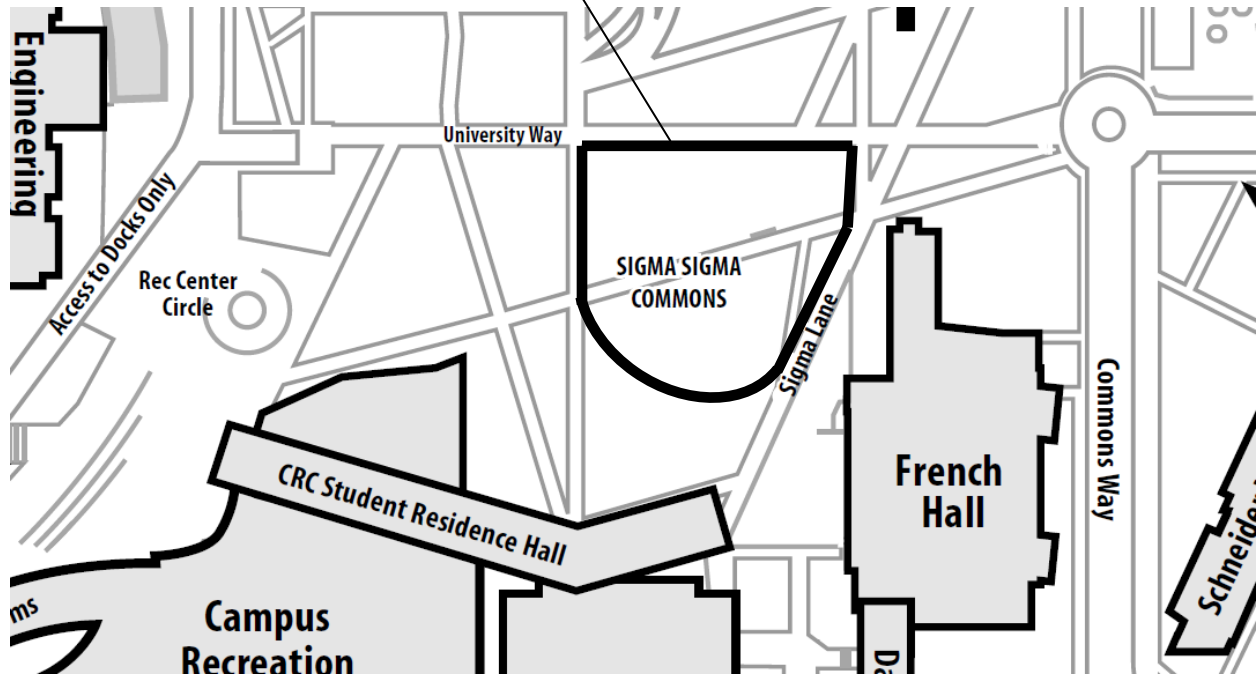 Engineering
University Way
Access to Docks Only
Rec Center
Circle
SIGMA SIGMA
COMMONS
Sigma Lane
Commons Way
French
Hall
CRC Student Residence Hall
Campus
Recreation